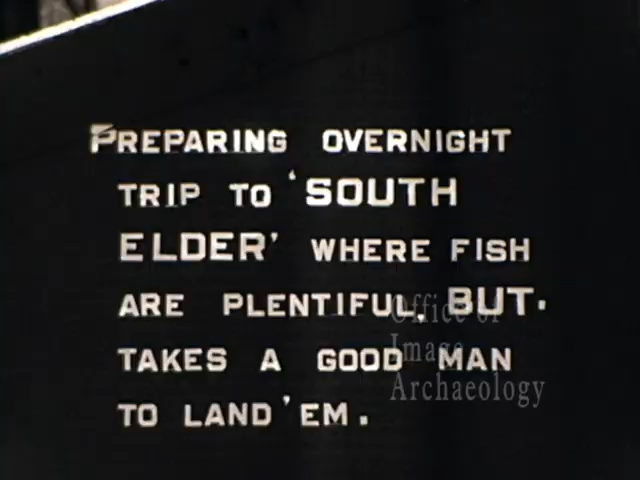 PREPARING OVERNIGHT
TRIP TO 'SOUTH
ELDER' WHERE FISH
ARE PLENTIFUL. BUT.
TAKES A GOOD MAN
TO LAND 'EM.
Office of
Image
Archaeology